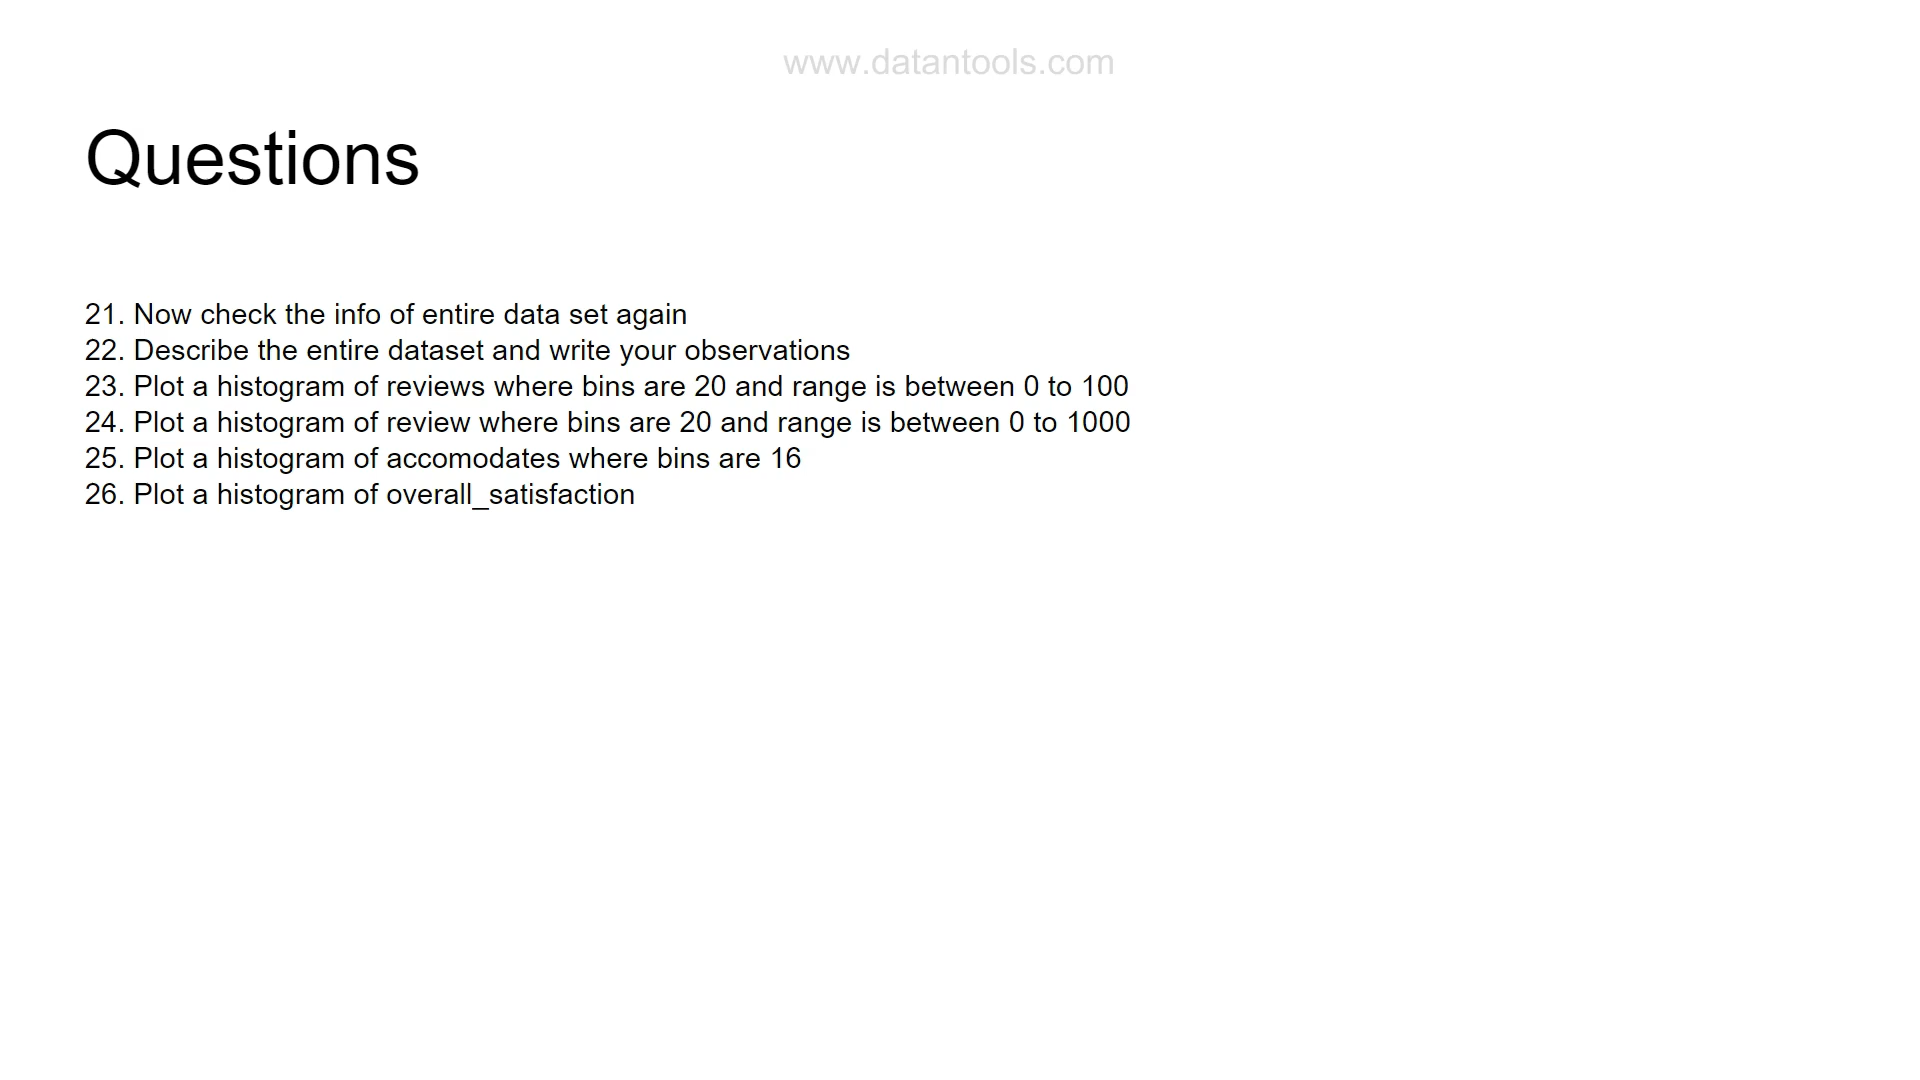 www.datantools.com
Questions
21. Now check the info of entire data set again
22. Describe the entire dataset and write your observations
23. Plot a histogram of reviews where bins are 20 and range is between 0 to 100
24. Plot a histogram of review where bins are 20 and range is between 0 to 1000
25. Plot a histogram of accomodates where bins are 16
26. Plot a histogram of overall_satisfaction